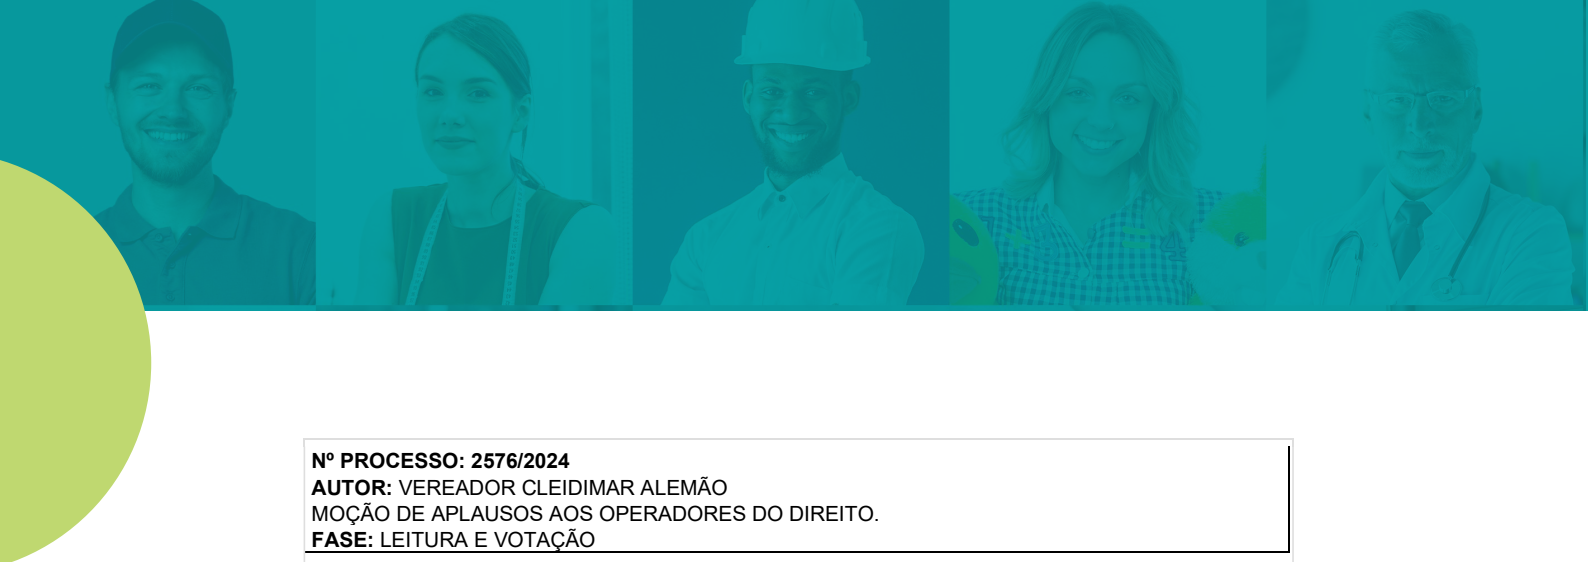 Nº PROCESSO: 2576/2024
AUTOR: VEREADOR CLEIDIMAR ALEMÃO
MOÇÃO DE APLAUSOS AOS OPERADORES DO DIREITO.
FASE: LEITURA E VOTAÇÃO